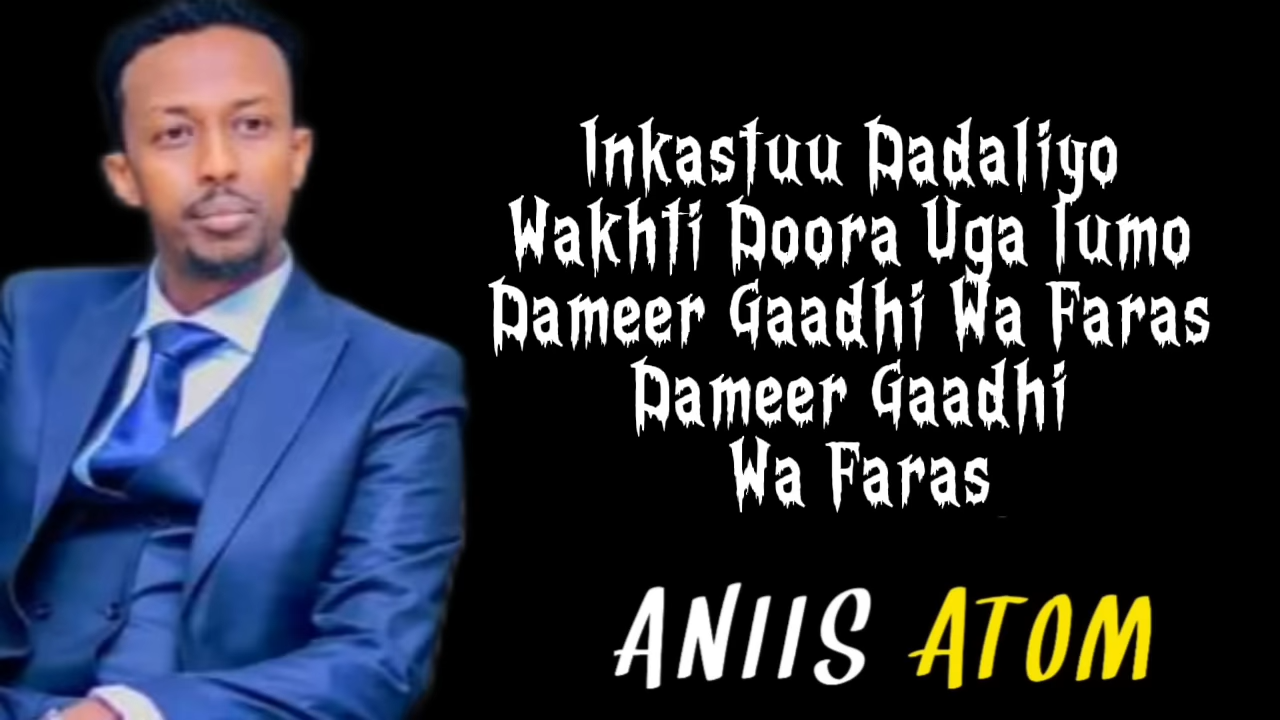 Inkastuu Dadaliyo
Wakhti Doora Uga Lumo
Dameer Gaadhi Wa Faras
Dameer Gaadhi
Wa Faras
ANIIS ATOM